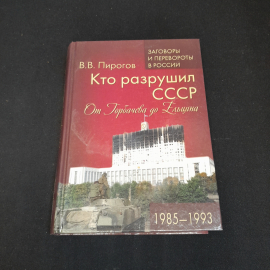 ЗАГОВОРЫ
И ПЕРЕВОРОТЫ
В РОССИИ
В.В. Пирогов
Кто разрушил
СССР
От Горбачева до Ельцина
1985—1993